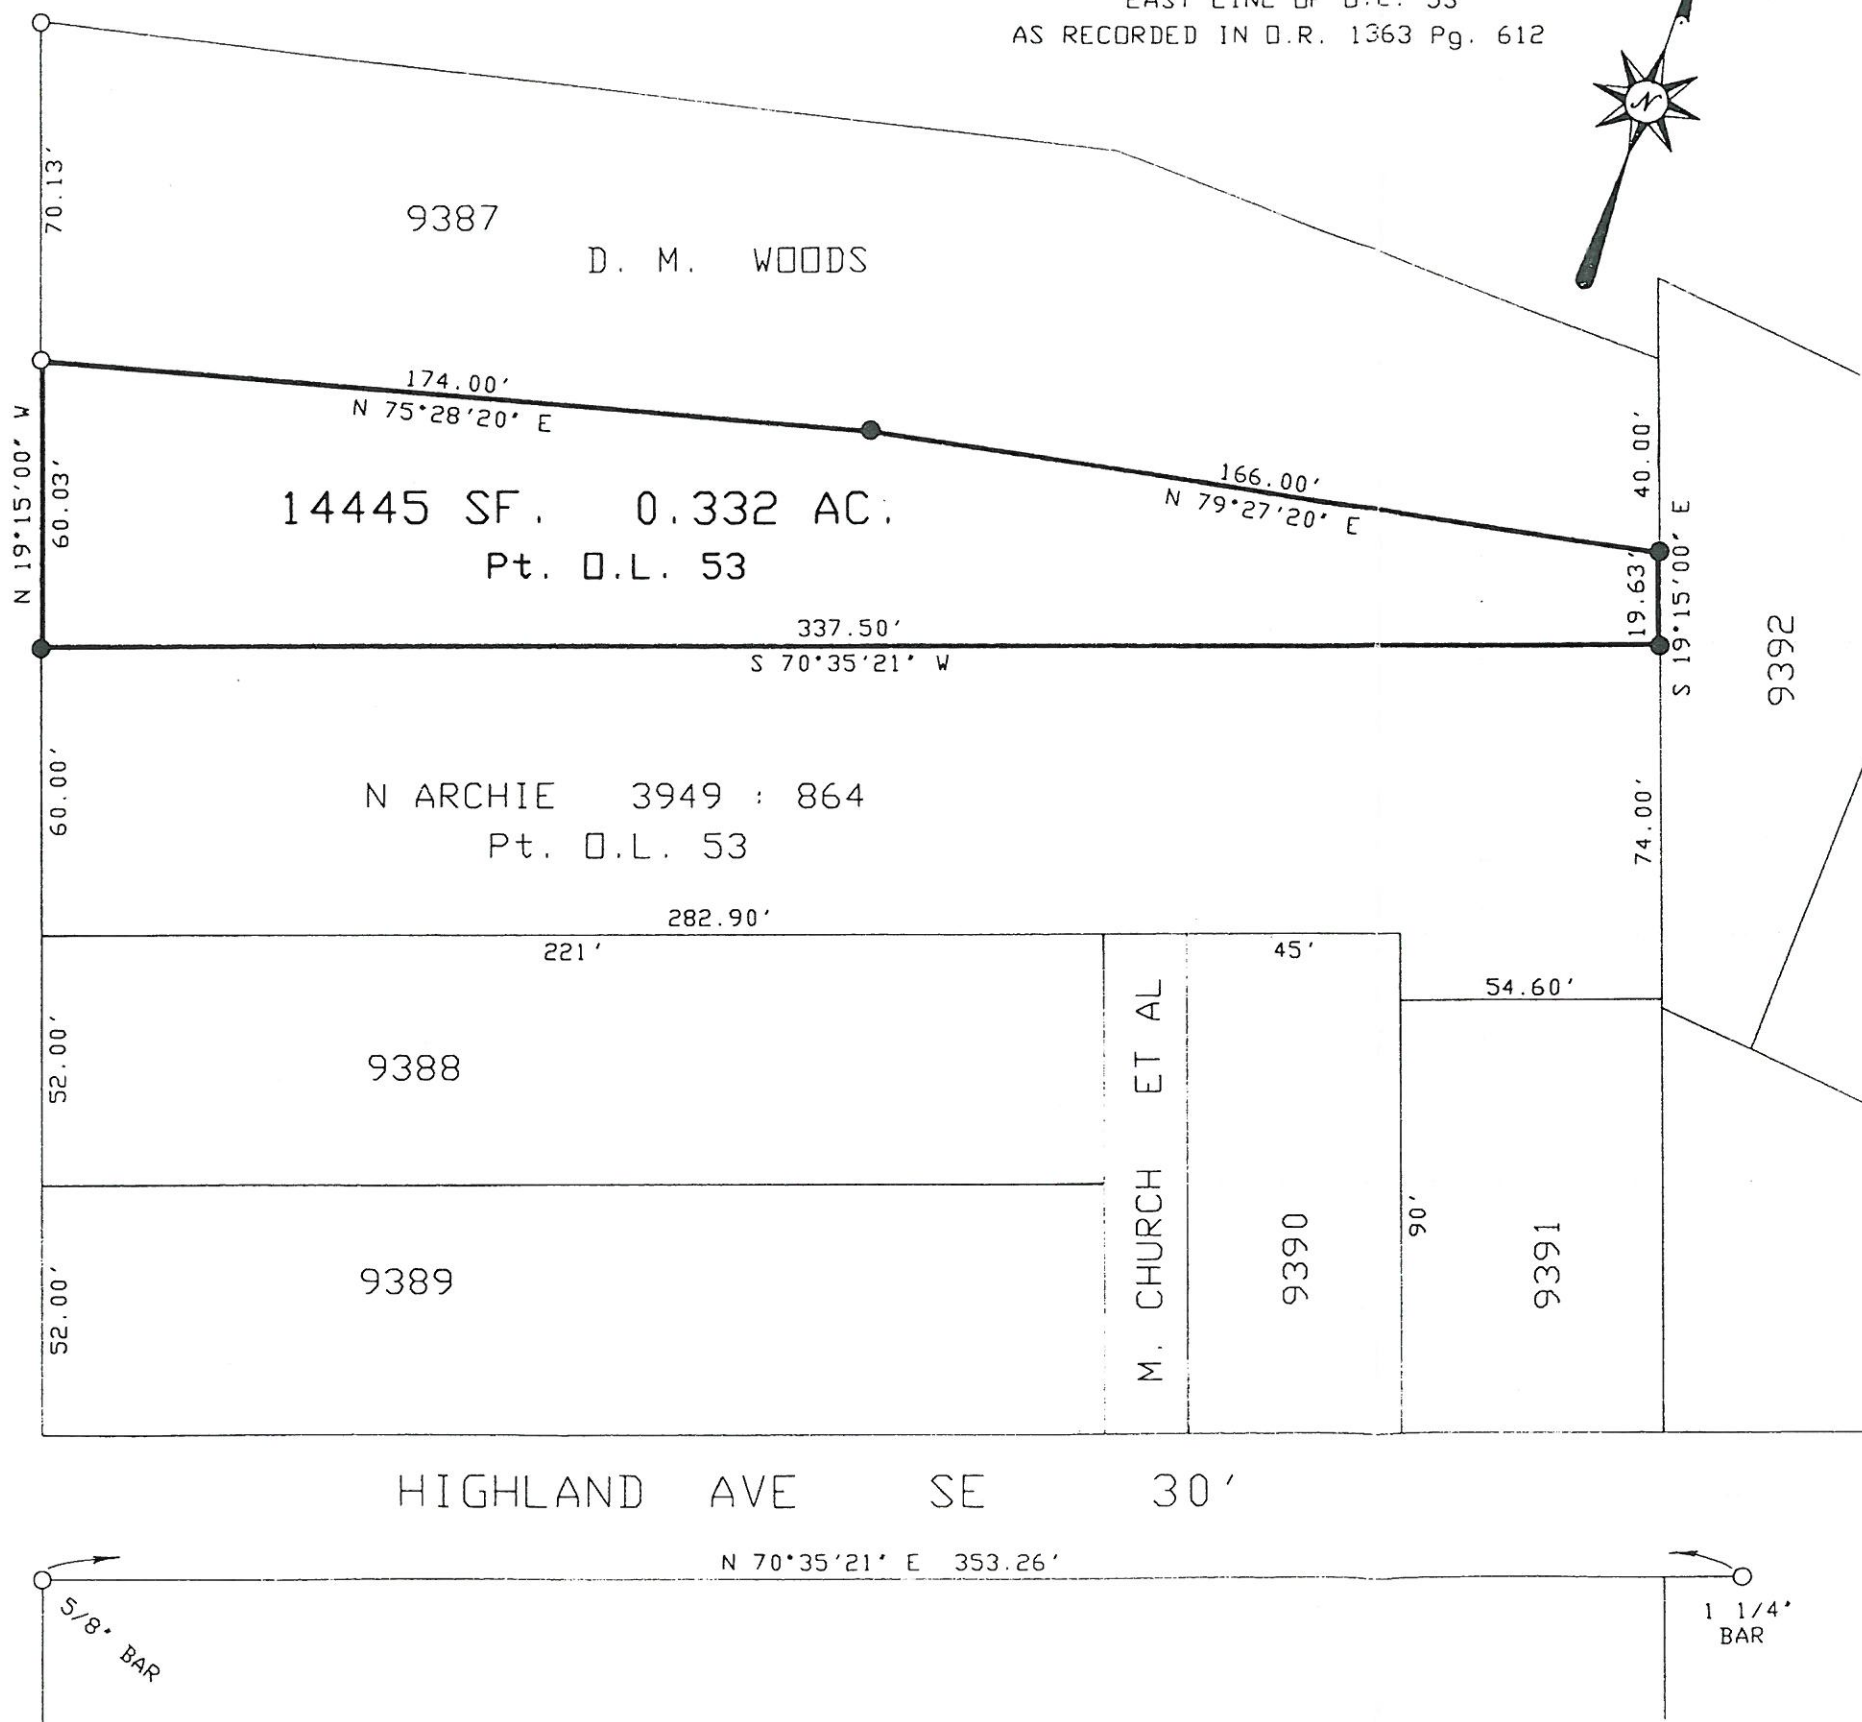 EAST LINE OF O.L. 53
AS RECORDED IN O.R. 1363 Pg. 612
N
70.13'
9387
D. M. WOODS
174.00'
N 75°28'20" E
166.00'
N 79°27'20" E
40.00'
N 19°15'00" W
60.03'
14445 SF. 0.332 AC.
Pt. O.L. 53
19.63'
S 19°15'00" E
9392
337.50'
S 70°35'21" W
60.00'
N ARCHIE 3949 : 864
Pt. O.L. 53
74.00'
282.90'
221'
45'
54.60'
52.00'
9388
M. CHURCH ET AL
9390
90'
9391
52.00'
9389
HIGHLAND AVE SE 30'
N 70°35'21" E 353.26'
5/8" BAR
1 1/4"
BAR